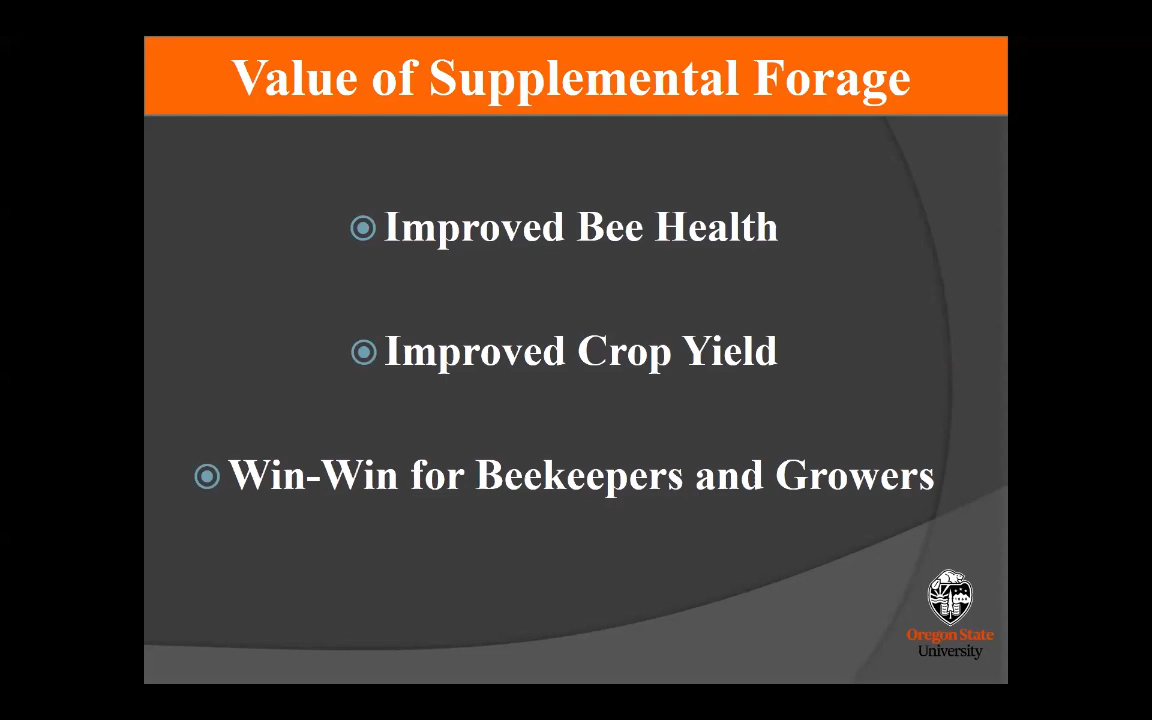 Value of Supplemental Forage
Improved Bee Health
Improved Crop Yield
Win-Win for Beekeepers and Growers
Oregon State
University